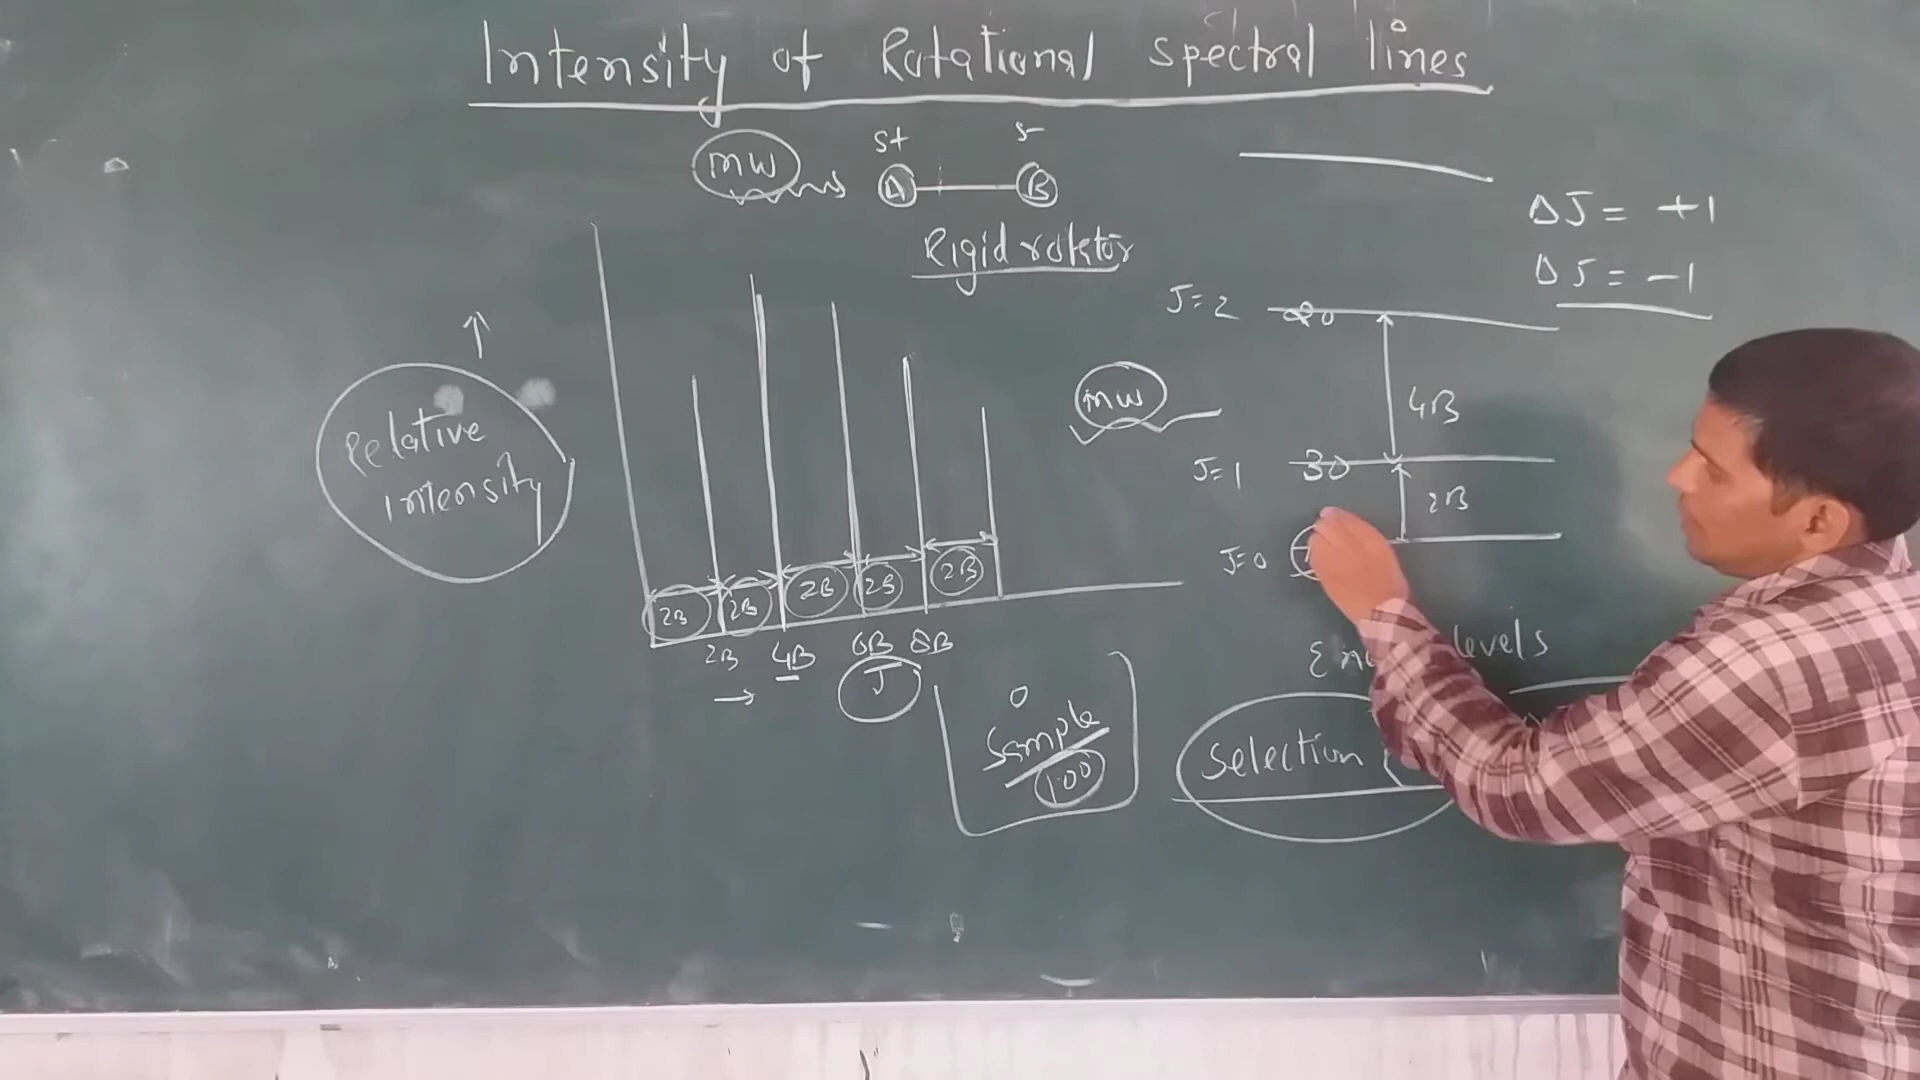 Intensity of Rotational spectral lines
MW
δ+
δ-
A
B
Rigid rotator
ΔJ = +1
ΔJ = -1
Relative
Intensity
2B
2B
2B
2B
2B
2B
4B
6B
8B
J
MW
J=2
4B
J=1
30
2B
J=0
levels
Sample
100
Selection